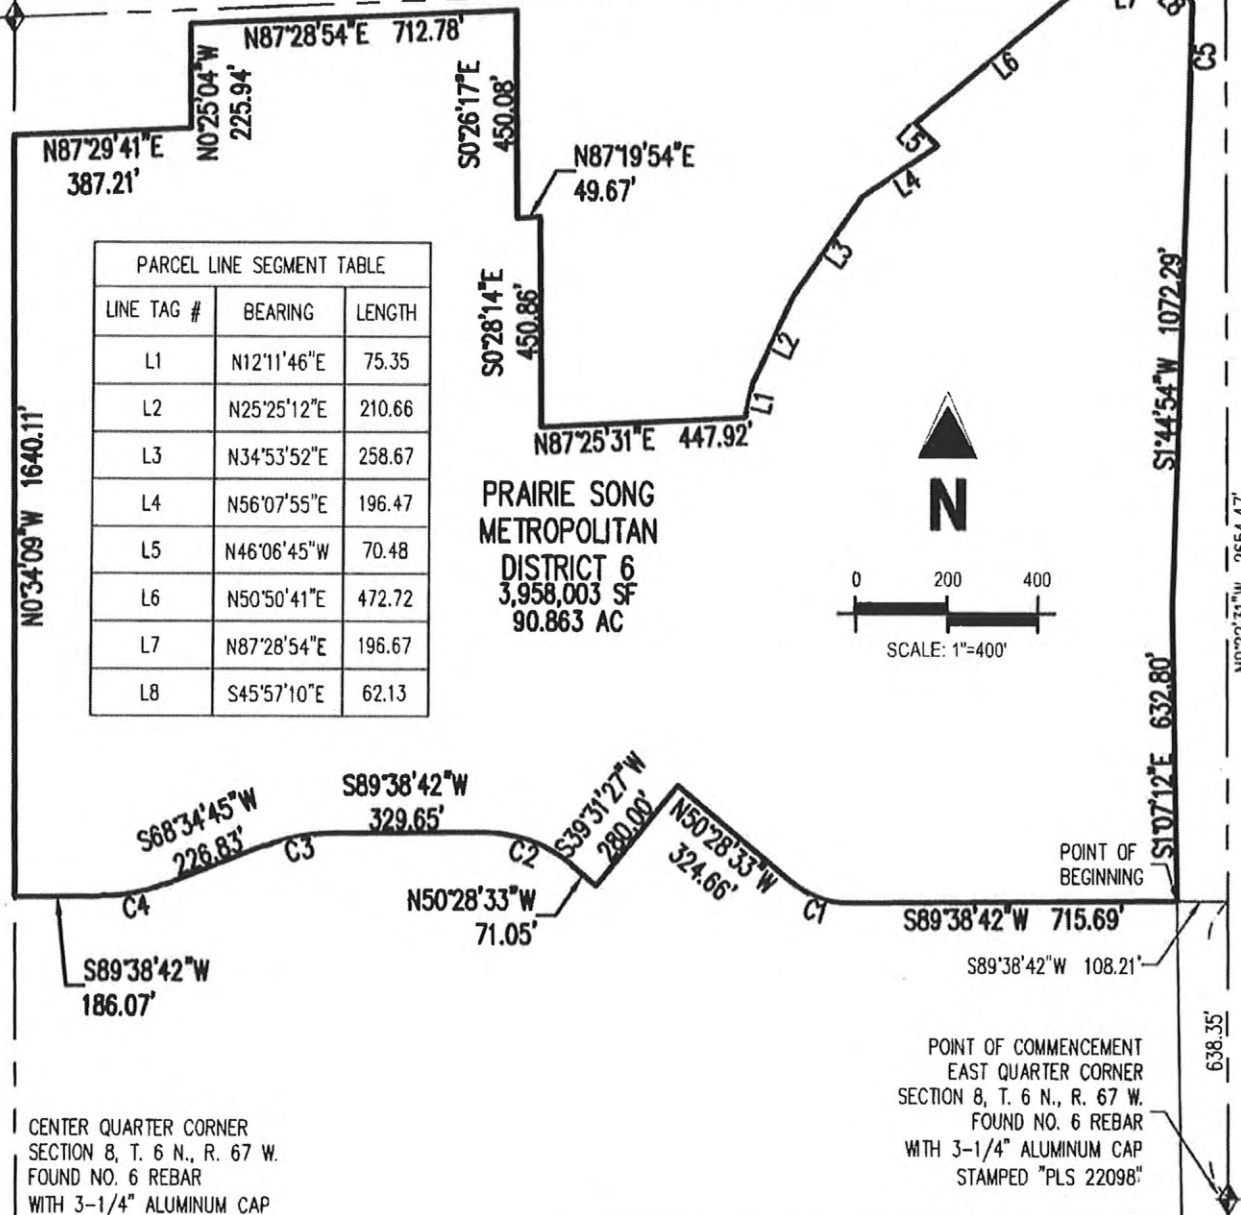 N87°28'54"E 712.78'
N0°25'04"W
225.94'
N87°29'41"E
387.21'
S0°26'17"E
450.08'
N87°19'54"E
49.67'
L7
L8
C5
L6
L5
L4
L3
L2
L1
S0°28'14"E
450.86'
N87°25'31"E 447.92'
PARCEL LINE SEGMENT TABLE
LINE TAG # BEARING LENGTH
L1 N12°11'46"E 75.35
L2 N25°25'12"E 210.66
L3 N34°53'52"E 258.67
L4 N56°07'55"E 196.47
L5 N46°06'45"W 70.48
L6 N50°50'41"E 472.72
L7 N87°28'54"E 196.67
L8 S45°57'10"E 62.13
N0°34'09"W 1640.11'
PRAIRIE SONG
METROPOLITAN
DISTRICT 6
3,958,003 SF
90.863 AC
N
0 200 400
SCALE: 1"=400'
S1°44'54"W 1072.29'
S1°07'12"E 632.80'
S68°34'45"W
226.83'
S89°38'42"W
329.65'
C3
C4
C2
S39°31'27"W
280.00'
N50°28'33"W
324.66'
N50°28'33"W
71.05'
C1
POINT OF
BEGINNING
S89°38'42"W 715.69'
S89°38'42"W 108.21'
S89°38'42"W
186.07'
638.35'
POINT OF COMMENCEMENT
EAST QUARTER CORNER
SECTION 8, T. 6 N., R. 67 W.
FOUND NO. 6 REBAR
WITH 3-1/4" ALUMINUM CAP
STAMPED "PLS 22098"
CENTER QUARTER CORNER
SECTION 8, T. 6 N., R. 67 W.
FOUND NO. 6 REBAR
WITH 3-1/4" ALUMINUM CAP